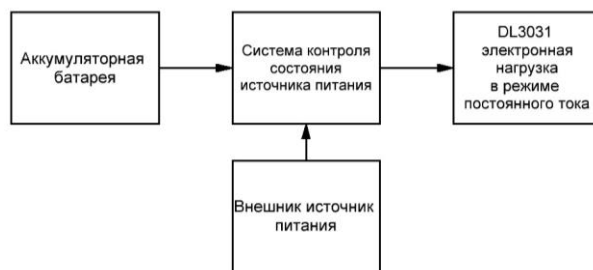 Аккумуляторная
батарея
Система контроля
состояния
источника питания
DL3031
электронная
нагрузка
в режиме
постоянного тока
Внешник источник
питания